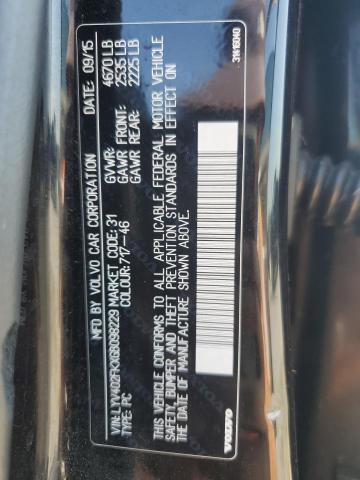 MFD BY VOLVO CAR CORPORATION DATE: 09/15
GVWR: 4670 LB
GAWR FRONT: 2535 LB
GAWR REAR: 2225 LB
MARKET CODE: 31
TYPE: PC COLOUR: 717-46
THIS VEHICLE CONFORMS TO ALL APPLICABLE FEDERAL MOTOR VEHICLE
SAFETY, BUMPER AND THEFT PREVENTION STANDARDS IN EFFECT ON
THE DATE OF MANUFACTURE SHOWN ABOVE.
VOLVO 31416040